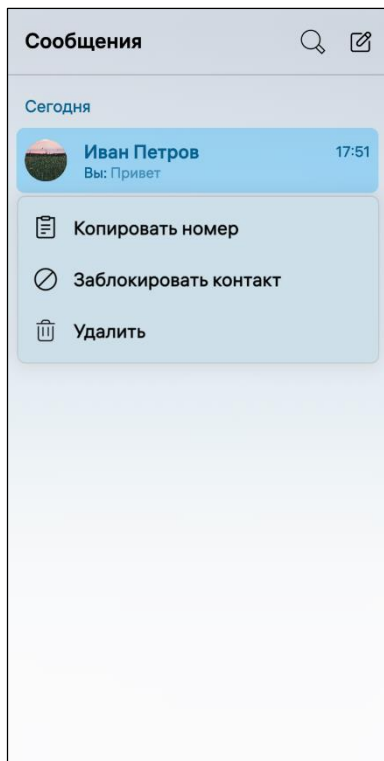 Сообщения
Сегодня
Иван Петров 17:51
Вы: Привет
Копировать номер
Заблокировать контакт
Удалить